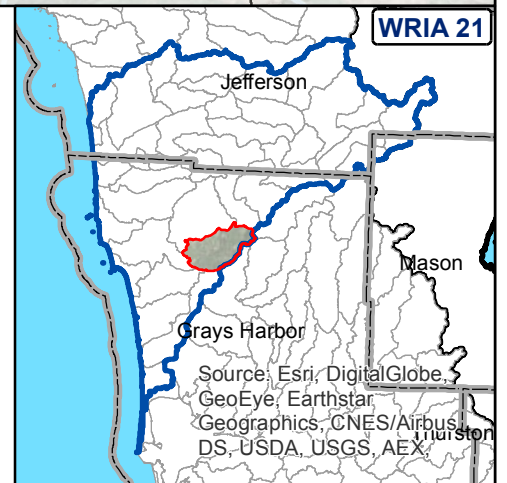 WRIA 21
Jefferson
Mason
Grays Harbor
Source: Esri, DigitalGlobe,
GeoEye, Earthstar
Geographics, CNES/Airbus
DS, USDA, USGS, AEX,
Thurston